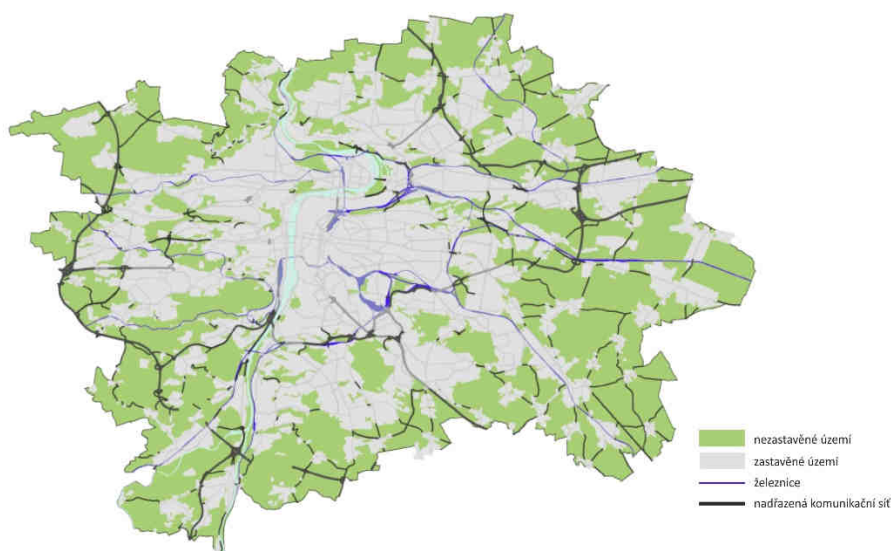 nezastavěné území
zastavěné území
železnice
nadřazená komunikační síť